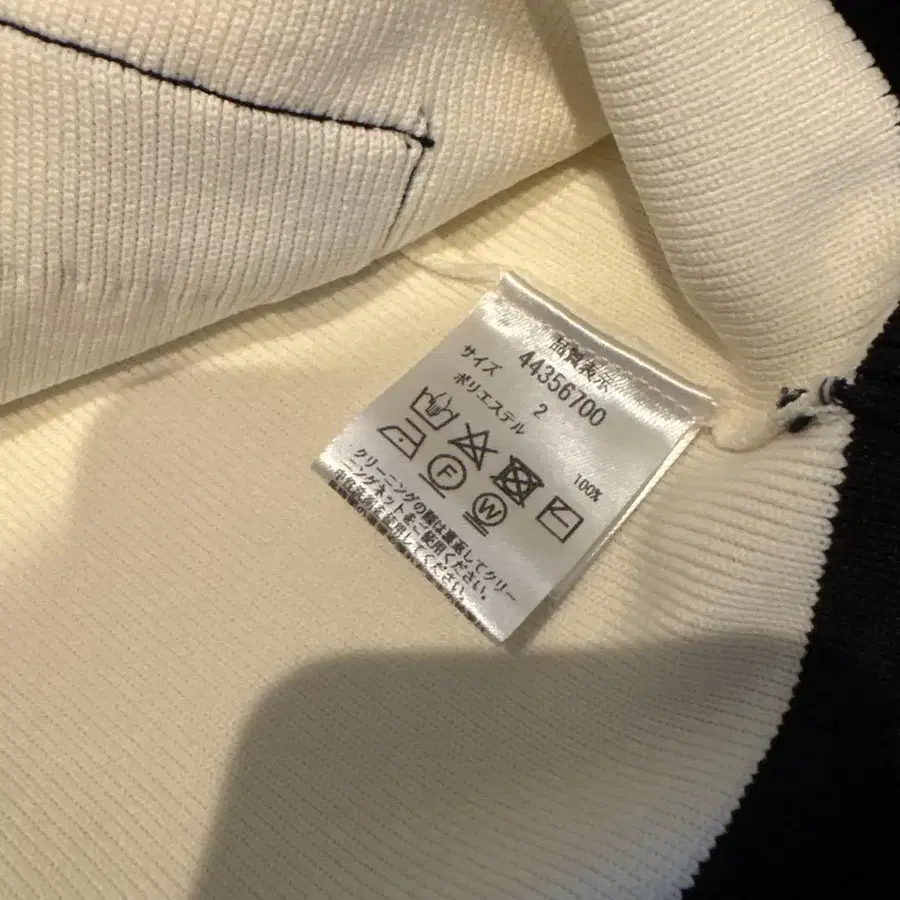 品質表示
44356700
サイズ 2
ポリエステル 100%
F
W
クリーニングの際は裏返してクリー
ニングネットをご使用ください。